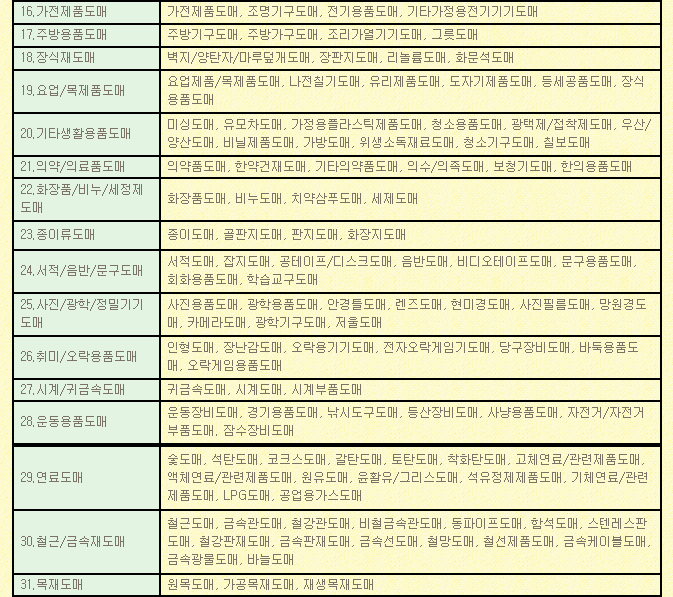 16.가전제품도매
가전제품도매, 조명기구도매, 전기용품도매, 기타가정용전기기기도매
17.주방용품도매
주방기구도매, 주방가구도매, 조리가열기기도매, 그릇도매
18.장식재도매
벽지/양탄자/마루덮개도매, 장판지도매, 리놀륨도매, 화문석도매
19.요업/목제품도매
요업제품/목제품도매, 나전칠기도매, 유리제품도매, 도자기제품도매, 등세공품도매, 장식
용품도매
20.기타생활용품도매
미싱도매, 유모차도매, 가정용플라스틱제품도매, 청소용품도매, 광택제/접착제도매, 우산/
양산도매, 비닐제품도매, 가방도매, 위생소독재료도매, 청소기구도매, 칠보도매
21.의약/의료품도매
의약품도매, 한약건재도매, 기타의약품도매, 의수/의족도매, 보청기도매, 한의용품도매
22.화장품/비누/세정제
도매
화장품도매, 비누도매, 치약샴푸도매, 세제도매
23.종이류도매
종이도매, 골판지도매, 판지도매, 화장지도매
24.서적/음반/문구도매
서적도매, 잡지도매, 공테이프/디스크도매, 음반도매, 비디오테이프도매, 문구용품도매,
회화용품도매, 학습교구도매
25.사진/광학/정밀기기
도매
사진용품도매, 광학용품도매, 안경틀도매, 렌즈도매, 현미경도매, 사진필름도매, 망원경도
매, 카메라도매, 광학기구도매, 저울도매
26.취미/오락용품도매
인형도매, 장난감도매, 오락용기기도매, 전자오락게임기도매, 당구장비도매, 바둑용품도
매, 오락게임용품도매
27.시계/귀금속도매
귀금속도매, 시계도매, 시계부품도매
28.운동용품도매
운동장비도매, 경기용품도매, 낚시도구도매, 등산장비도매, 사냥용품도매, 자전거/자전거
부품도매, 잠수장비도매
29.연료도매
숯도매, 석탄도매, 코크스도매, 갈탄도매, 토탄도매, 착화탄도매, 고체연료/관련제품도매,
액체연료/관련제품도매, 원유도매, 윤활유/그리스도매, 석유정제제품도매, 기체연료/관련
제품도매, LPG도매, 공업용가스도매
30.철근/금속재도매
철근도매, 금속관도매, 철강관도매, 비철금속관도매, 동파이프도매, 함석도매, 스텐레스판
도매, 철강판재도매, 금속판재도매, 금속선도매, 철망도매, 철선제품도매, 금속케이블도매,
금속광물도매, 바늘도매
31.목재도매
원목도매, 가공목재도매, 재생목재도매